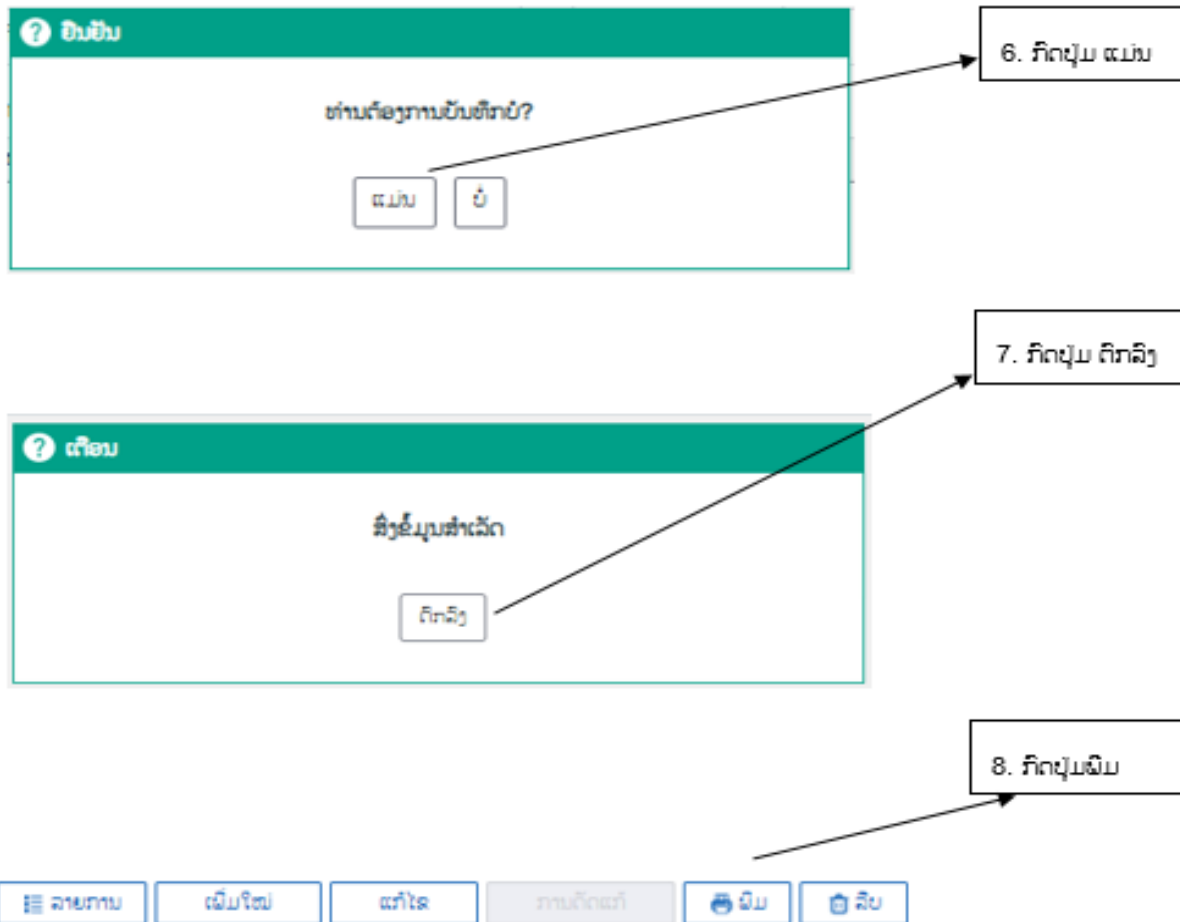 ຢືນຢັນ
6. ກົດປຸ່ມ ແມ່ນ
ທ່ານຕ້ອງການບັນທຶກບໍ?
ແມ່ນ ບໍ່
7. ກົດປຸ່ມ ຕົກລົງ
ເຕືອນ
ສົ່ງຂໍ້ມູນສຳເລັດ
ຕົກລົງ
8. ກົດປຸ່ມພິມ
ລາຍການ ເພີ່ມໃໝ່ ແກ້ໄຂ ການດັດແກ້ ພິມ ລຶບ